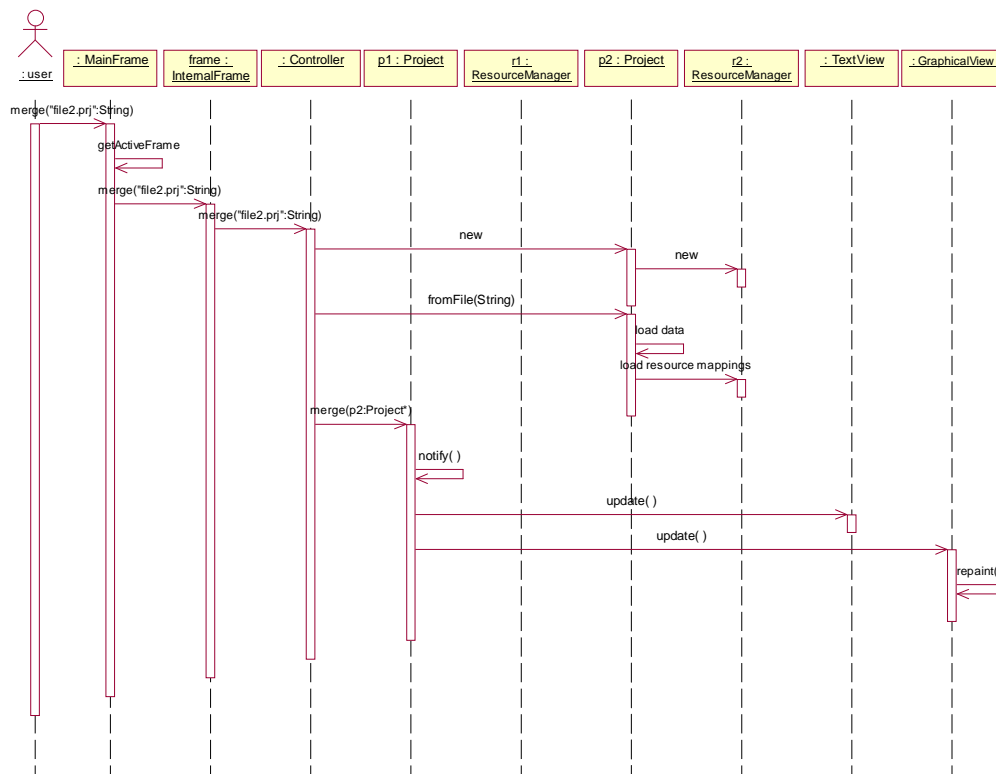 : user
: MainFrame
frame :
InternalFrame
: Controller
p1 : Project
r1 :
ResourceManager
p2 : Project
r2 :
ResourceManager
: TextView
: GraphicalView
merge("file2.prj":String)
getActiveFrame
merge("file2.prj":String)
merge("file2.prj":String)
new
new
fromFile(String)
load data
load resource mappings
merge(p2:Project*)
notify( )
update( )
update( )
repaint(